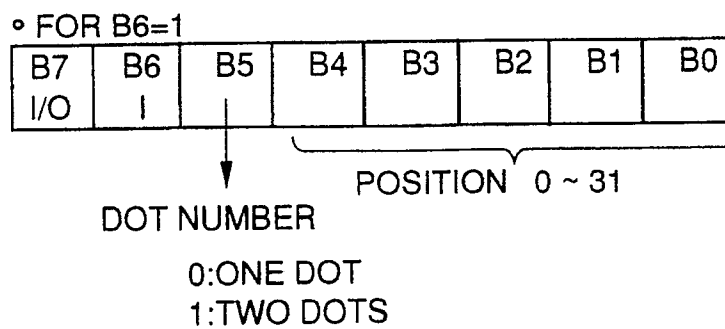 ° FOR B6=1
B7 B6 B5 B4 B3 B2 B1 B0
I/O I
POSITION 0 ~ 31
DOT NUMBER
0:ONE DOT
1:TWO DOTS